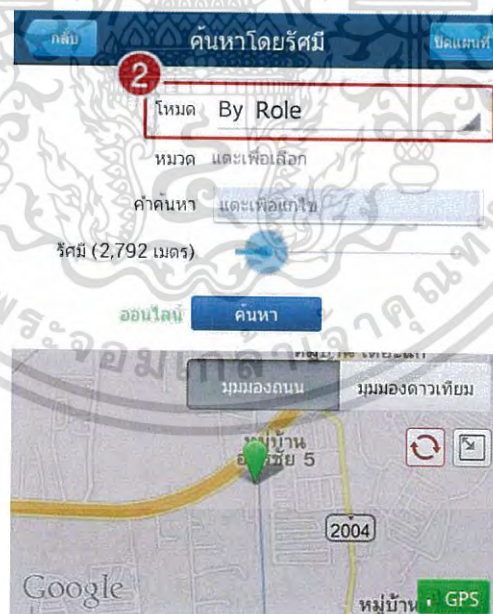 กลับ ค้นหาโดยรัศมี ปิดแผนที่
2
โหมด By Role
หมวด แตะเพื่อเลือก
คำค้นหา แตะเพื่อแก้ไข
รัศมี (2,792 เมตร)
ออนไลน์ ค้นหา
มุมมองถนน มุมมองดาวเทียม
หมู่บ้าน
5
2004
Google
หมู่บ้าน GPS